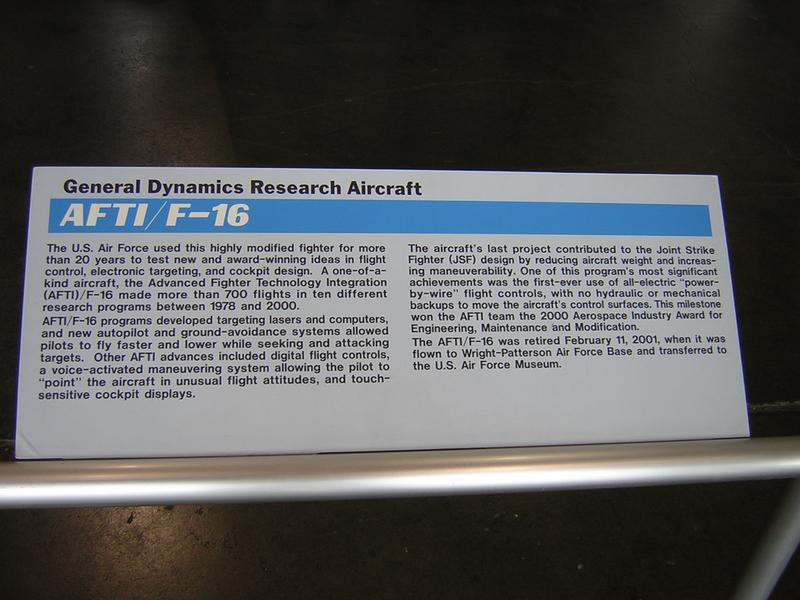 General Dynamics Research Aircraft
AFTI/F-16
The U.S. Air Force used this highly modified fighter for more
than 20 years to test new and award-winning ideas in flight
control, electronic targeting, and cockpit design. A one-of-a-
kind aircraft, the Advanced Fighter Technology Integration
(AFTI)/F-16 made more than 700 flights in ten different
research programs between 1978 and 2000.
AFTI/F-16 programs developed targeting lasers and computers,
and new autopilot and ground-avoidance systems allowed
pilots to fly faster and lower while seeking and attacking
targets. Other AFTI advances included digital flight controls,
a voice-activated maneuvering system allowing the pilot to
"point" the aircraft in unusual flight attitudes, and touch-
sensitive cockpit displays.
The aircraft's last project contributed to the Joint Strike
Fighter (JSF) design by reducing aircraft weight and increas-
ing maneuverability. One of this program's most significant
achievements was the first-ever use of all-electric "power-
by-wire" flight controls, with no hydraulic or mechanical
backups to move the aircraft's control surfaces. This milestone
won the AFTI team the 2000 Aerospace Industry Award for
Engineering, Maintenance and Modification.
The AFTI/F-16 was retired February 11, 2001, when it was
flown to Wright-Patterson Air Force Base and transferred to
the U.S. Air Force Museum.